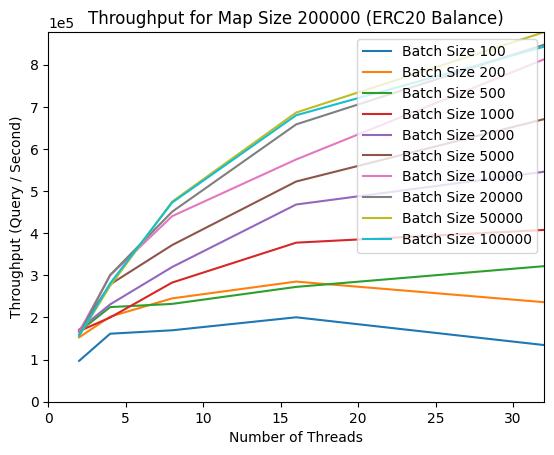 Throughput for Map Size 200000 (ERC20 Balance)
1e5
Throughput (Query / Second)
8
7
6
5
4
3
2
1
0
Batch Size 100
Batch Size 200
Batch Size 500
Batch Size 1000
Batch Size 2000
Batch Size 5000
Batch Size 10000
Batch Size 20000
Batch Size 50000
Batch Size 100000
0 5 10 15 20 25 30
Number of Threads